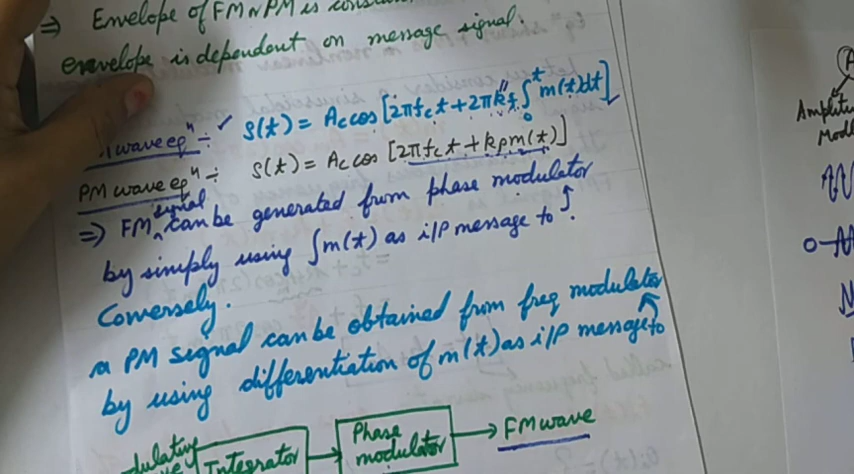 ⇒ Envelope of FM n PM is
envelope is dependent on message signal.
wave eqⁿ ÷ ✓ S(t) = Ac cos [2πfct + 2πkf ∫₀ᵗ m(t)dt]
PM wave eqⁿ ÷ S(t) = Ac cos [2πfct + kpm(t)]
⇒ FM signal can be generated from phase modulator
by simply using ∫m(t) as i/P message to ↑.
Conversely.
a PM signal can be obtained from freq modulator
by using differentiation of m(t) as i/P message to
Integrator → Phase modulator → FM wave
Amplitu
Modu